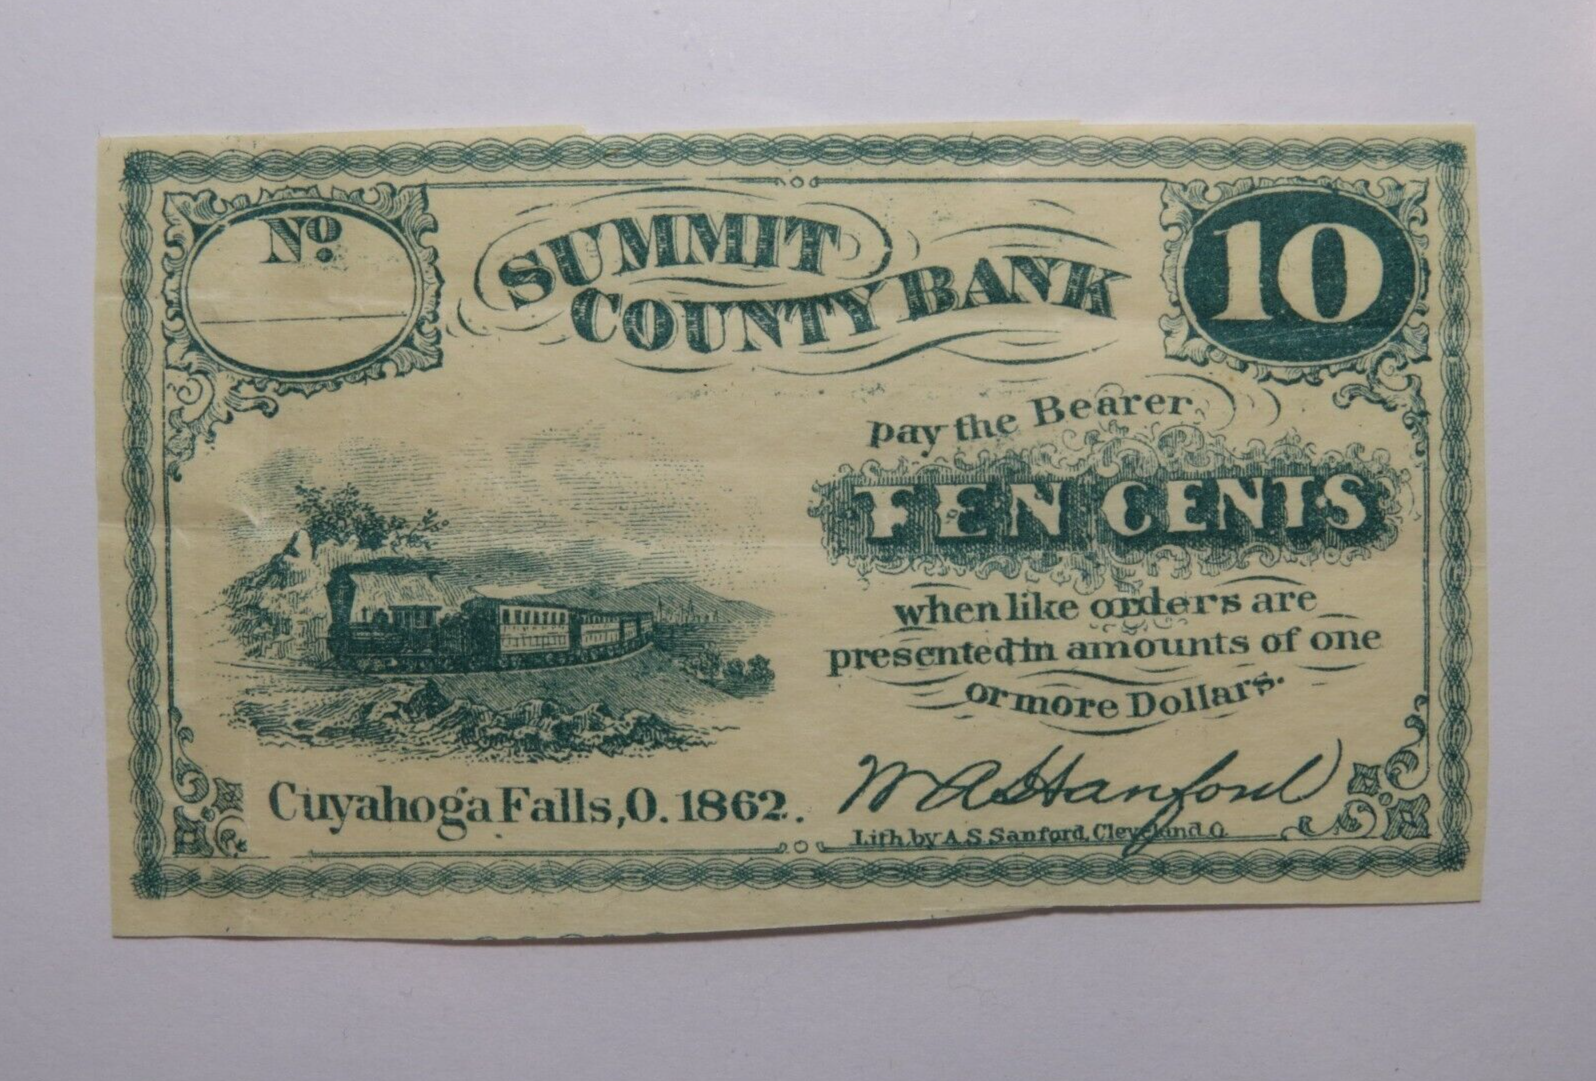 No.
SUMMIT
COUNTY BANK
10
pay the Bearer
TEN CENTS
when like orders are
presented in amounts of one
or more Dollars.
Cuyahoga Falls, O. 1862.
W A Hanford
Lith. by A.S. Sanford, Cleveland, O.